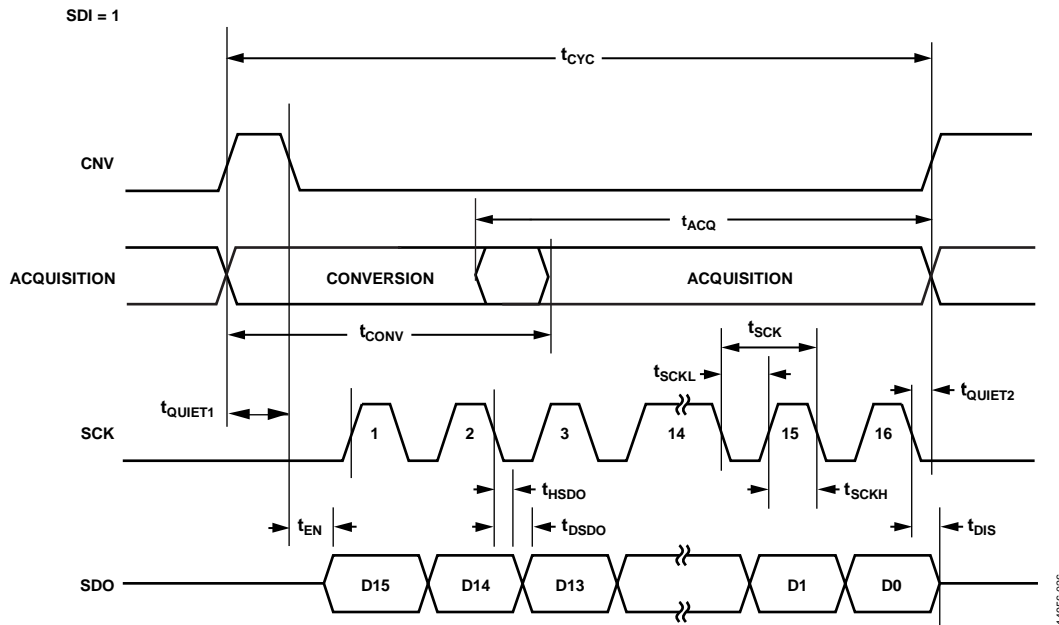 SDI = 1
tCYC
CNV
tACQ
ACQUISITION
CONVERSION
ACQUISITION
tCONV
tSCK
tSCKL
tQUIET1
tQUIET2
SCK
1
2
3
14
15
16
tHSDO
tSCKH
tEN
tDSDO
tDIS
SDO
D15
D14
D13
D1
D0